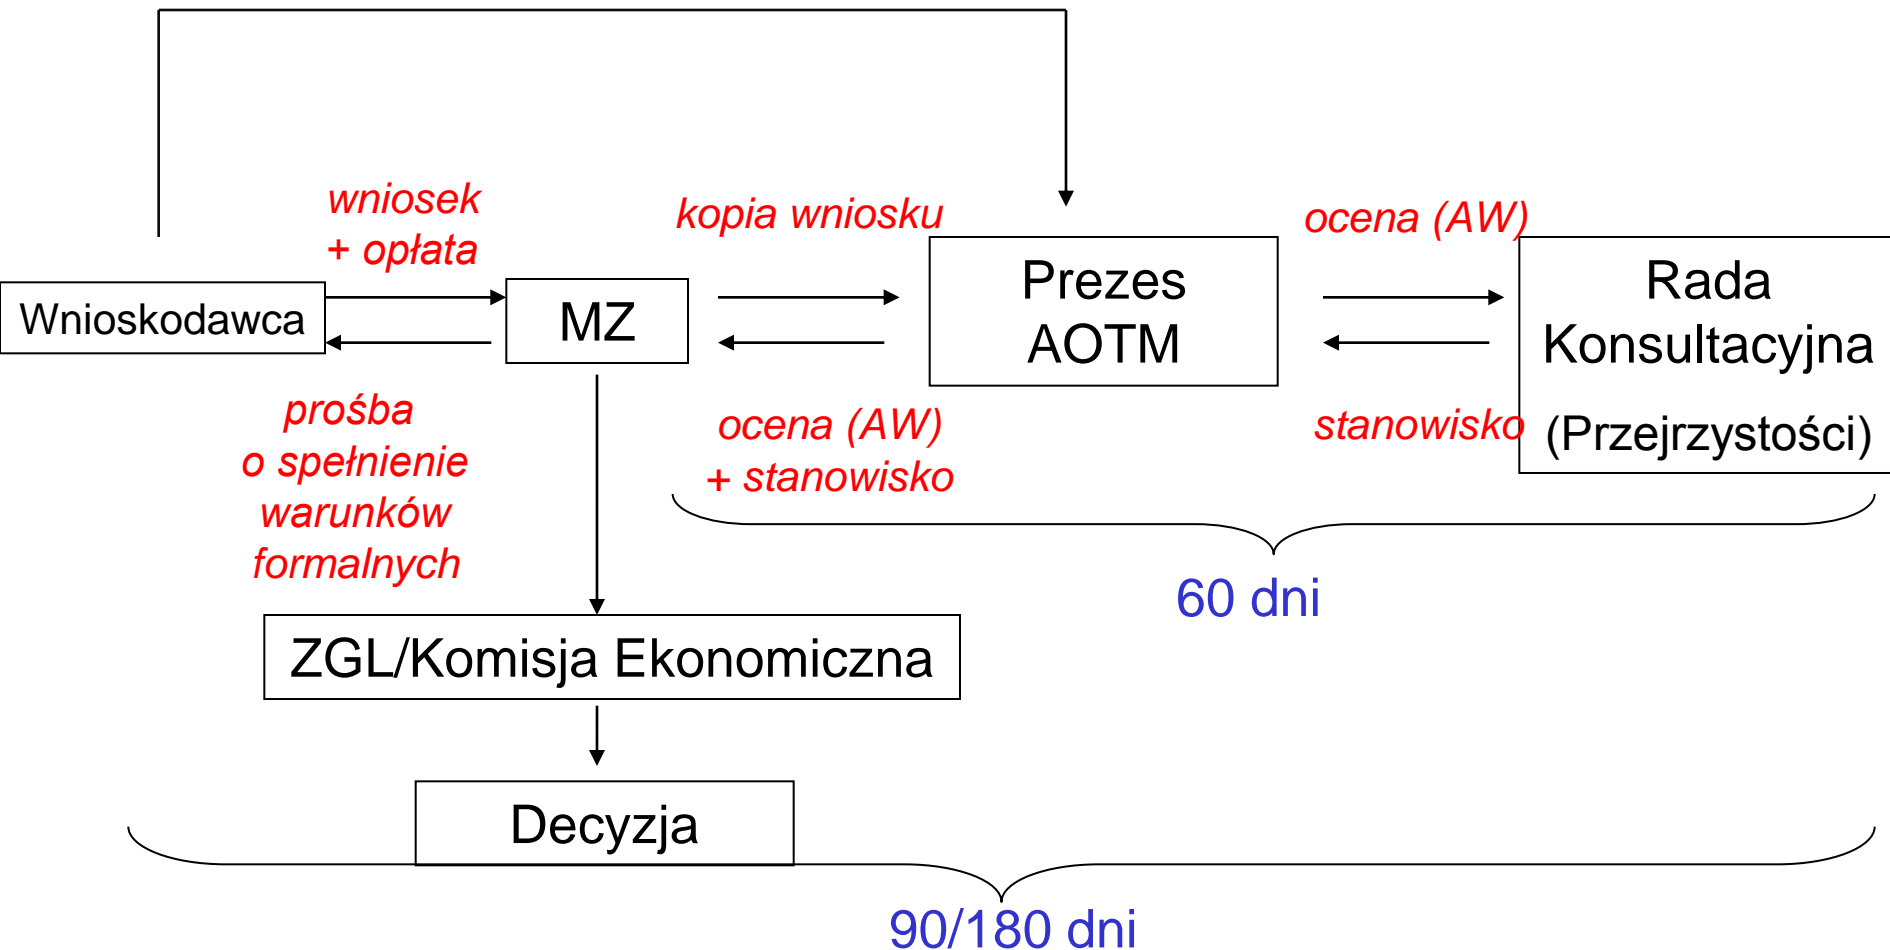 wniosek
+ opłata
kopia wniosku
ocena (AW)
Wnioskodawca
MZ
Prezes
AOTM
Rada
Konsultacyjna
(Przejrzystości)
prośba
o spełnienie
warunków
formalnych
ocena (AW)
+ stanowisko
stanowisko
60 dni
ZGL/Komisja Ekonomiczna
Decyzja
90/180 dni